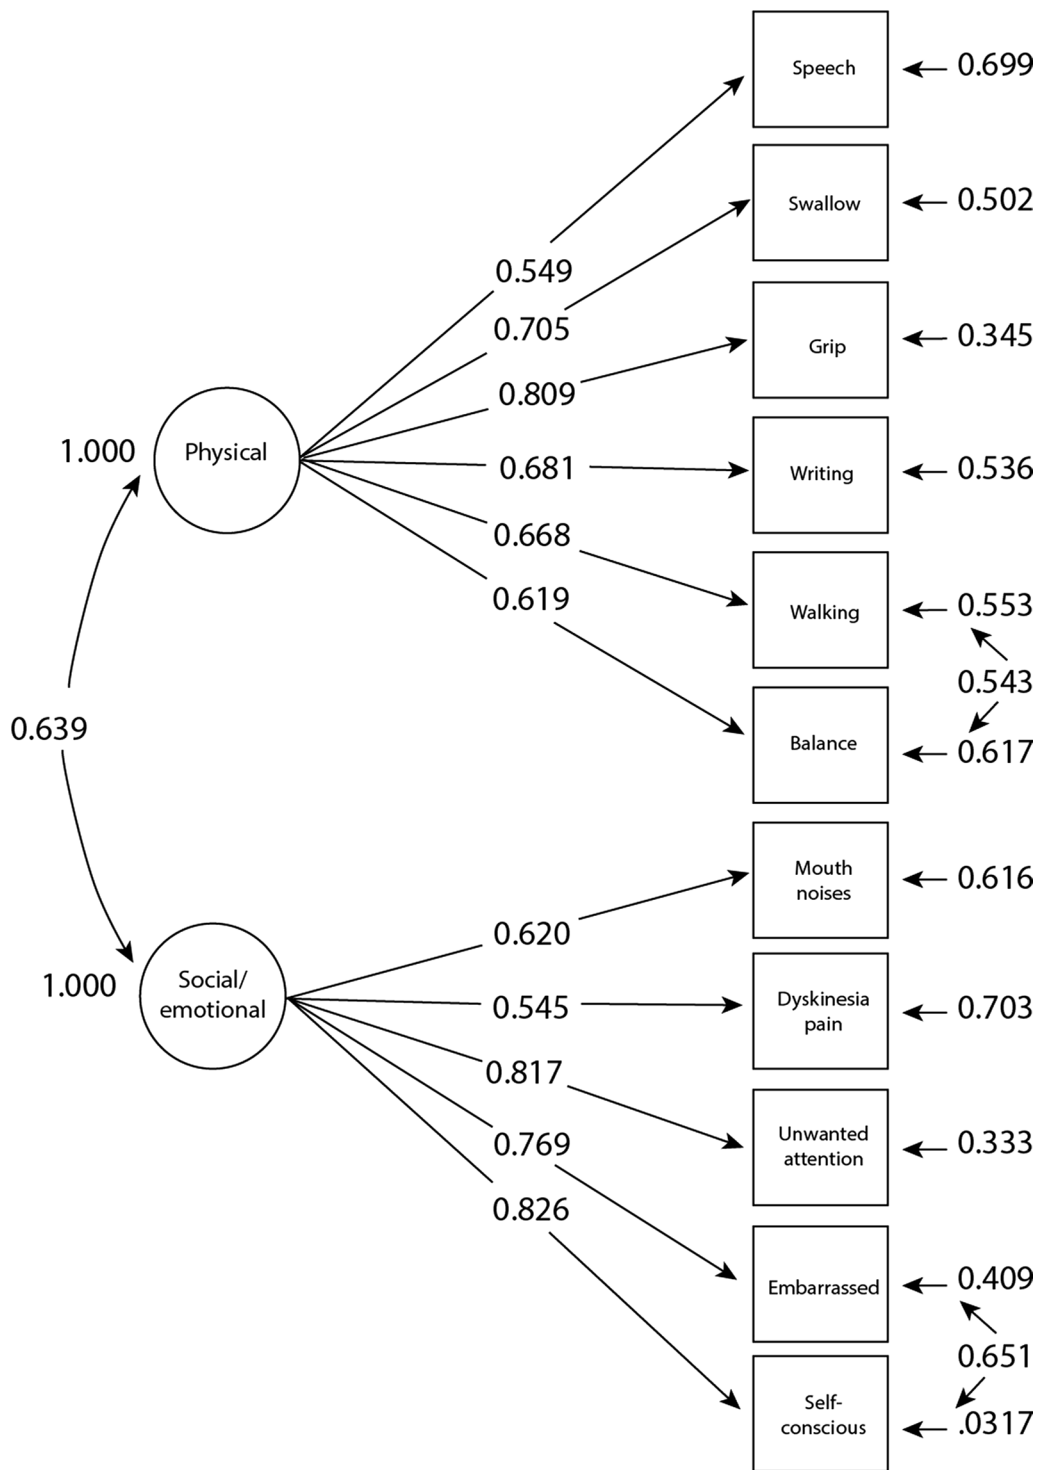 Speech
0.699
Swallow
0.502
0.549
0.705
Grip
0.345
0.809
1.000
Physical
0.681
Writing
0.536
0.668
0.619
Walking
0.553
0.543
0.639
Balance
0.617
Mouth
noises
0.616
0.620
1.000
Social/
emotional
0.545
Dyskinesia
pain
0.703
0.817
0.769
0.826
Unwanted
attention
0.333
Embarrassed
0.409
0.651
Self-
conscious
.0317